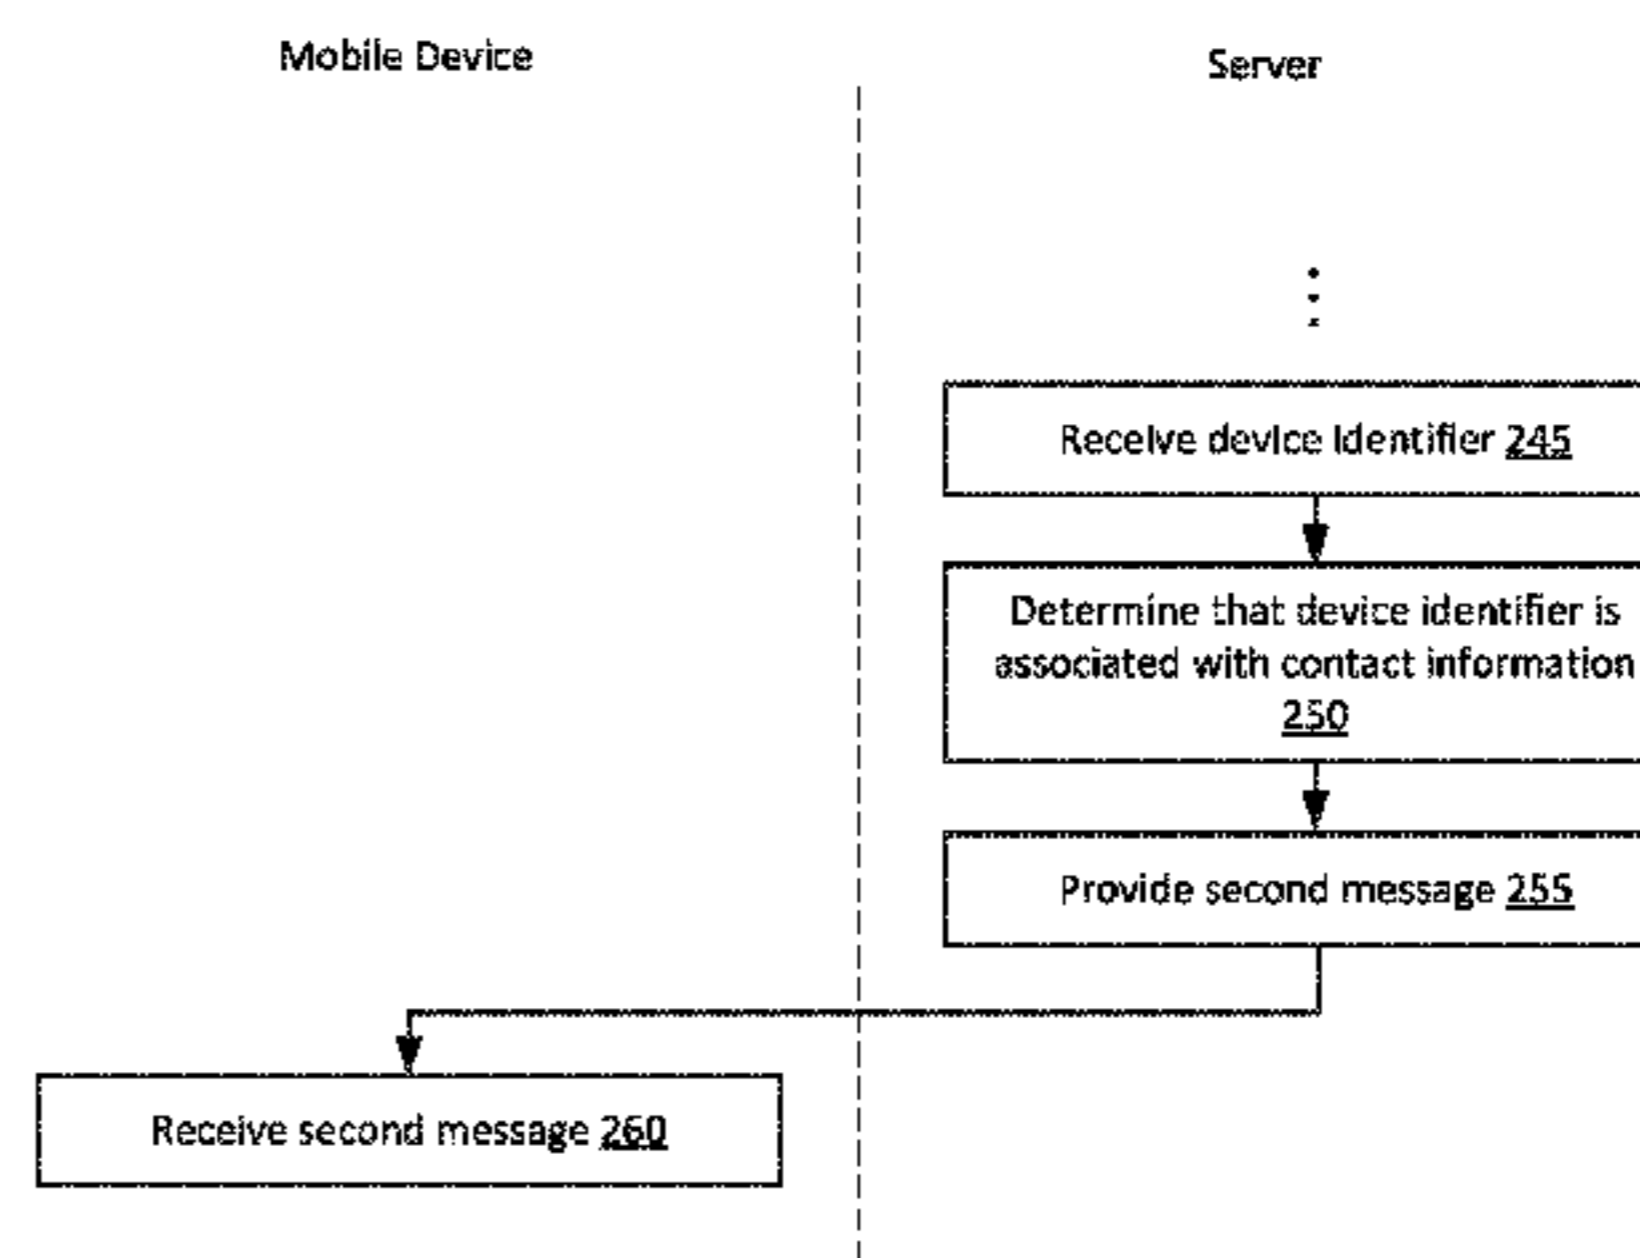 Mobile Device
Server
Receive device identifier 245
Determine that device identifier is
associated with contact information
250
Provide second message 255
Receive second message 260